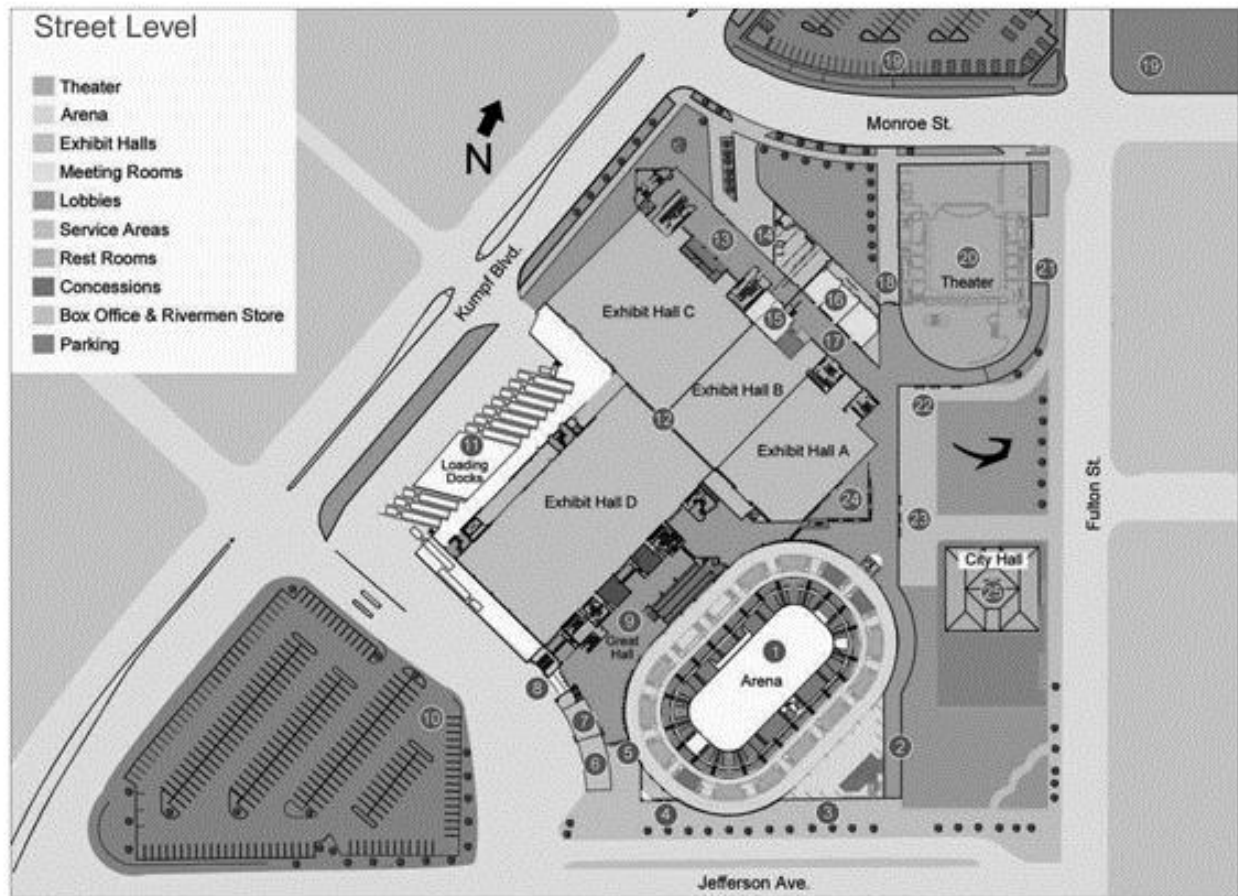 Street Level
Theater
Arena
Exhibit Halls
Meeting Rooms
Lobbies
Service Areas
Rest Rooms
Concessions
Box Office & Rivermen Store
Parking
N
19
19
Monroe St.
Kumpf Blvd.
13
14
20
Theater
21
18
16
15
17
Exhibit Hall C
Exhibit Hall B
12
22
Exhibit Hall A
11
Loading
Docks
Exhibit Hall D
24
23
Fulton St.
City Hall
25
9
Great
Hall
1
Arena
8
7
10
5
6
2
4
3
Jefferson Ave.